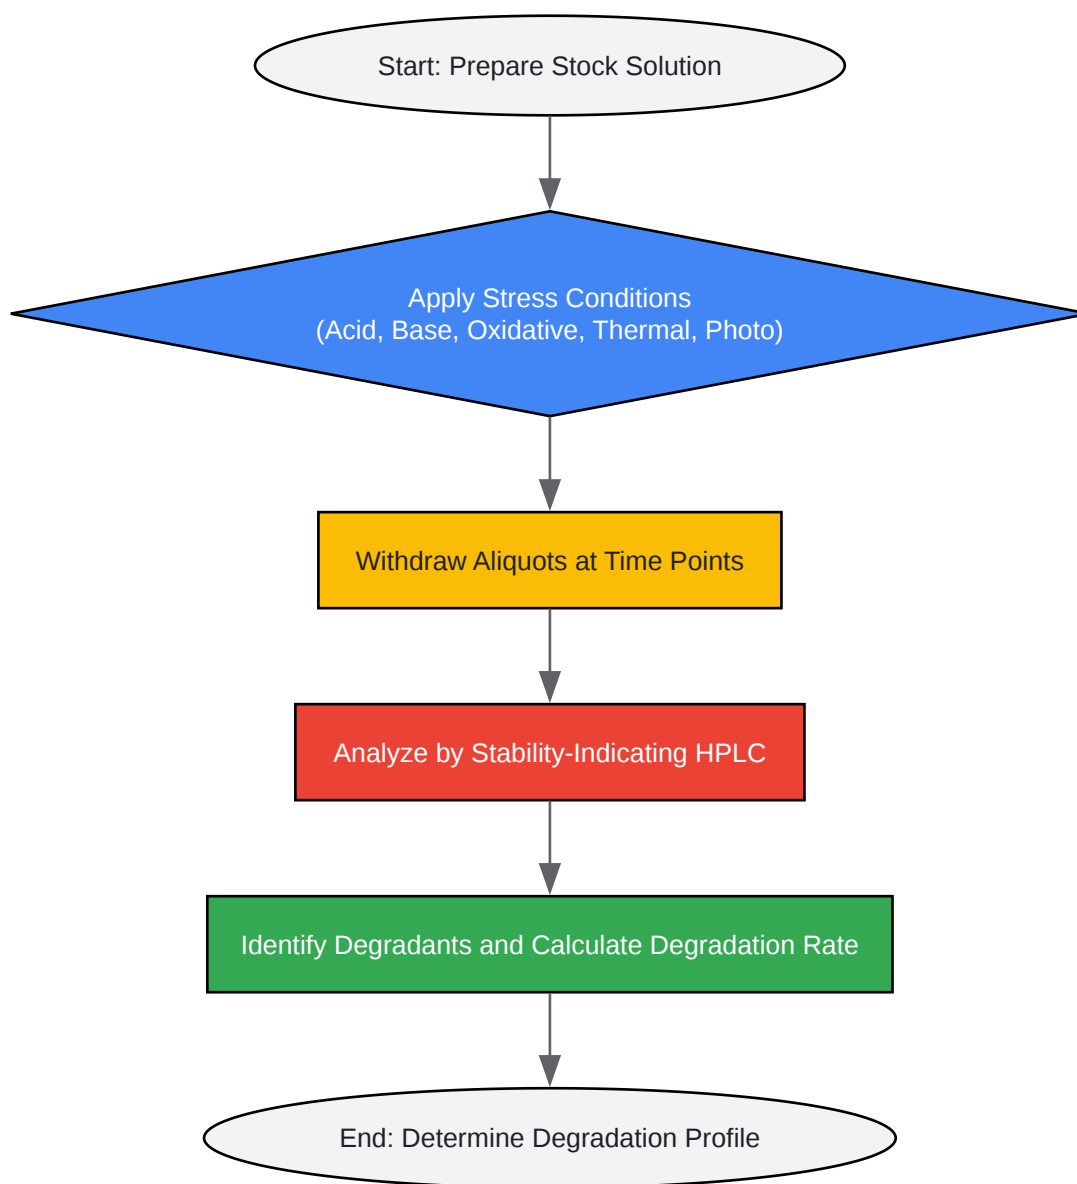 Start: Prepare Stock Solution
Apply Stress Conditions
(Acid, Base, Oxidative, Thermal, Photo)
Withdraw Aliquots at Time Points
Analyze by Stability-Indicating HPLC
Identify Degradants and Calculate Degradation Rate
End: Determine Degradation Profile